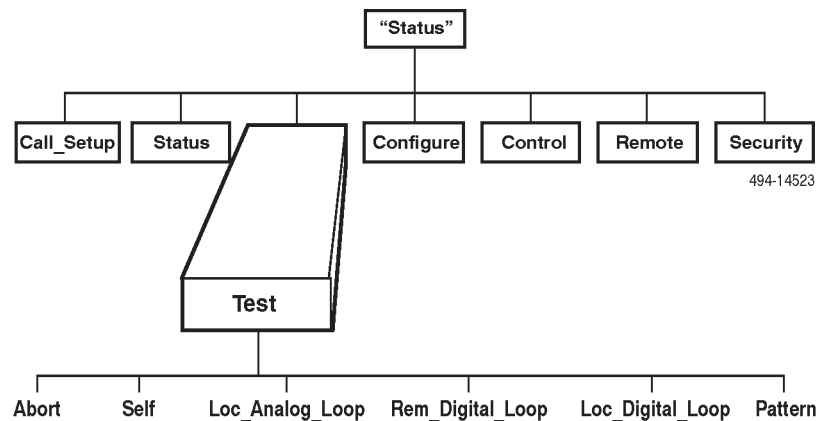 “Status”
Call_Setup
Status
Configure
Control
Remote
Security
494-14523
Test
Abort
Self
Loc_Analog_Loop
Rem_Digital_Loop
Loc_Digital_Loop
Pattern